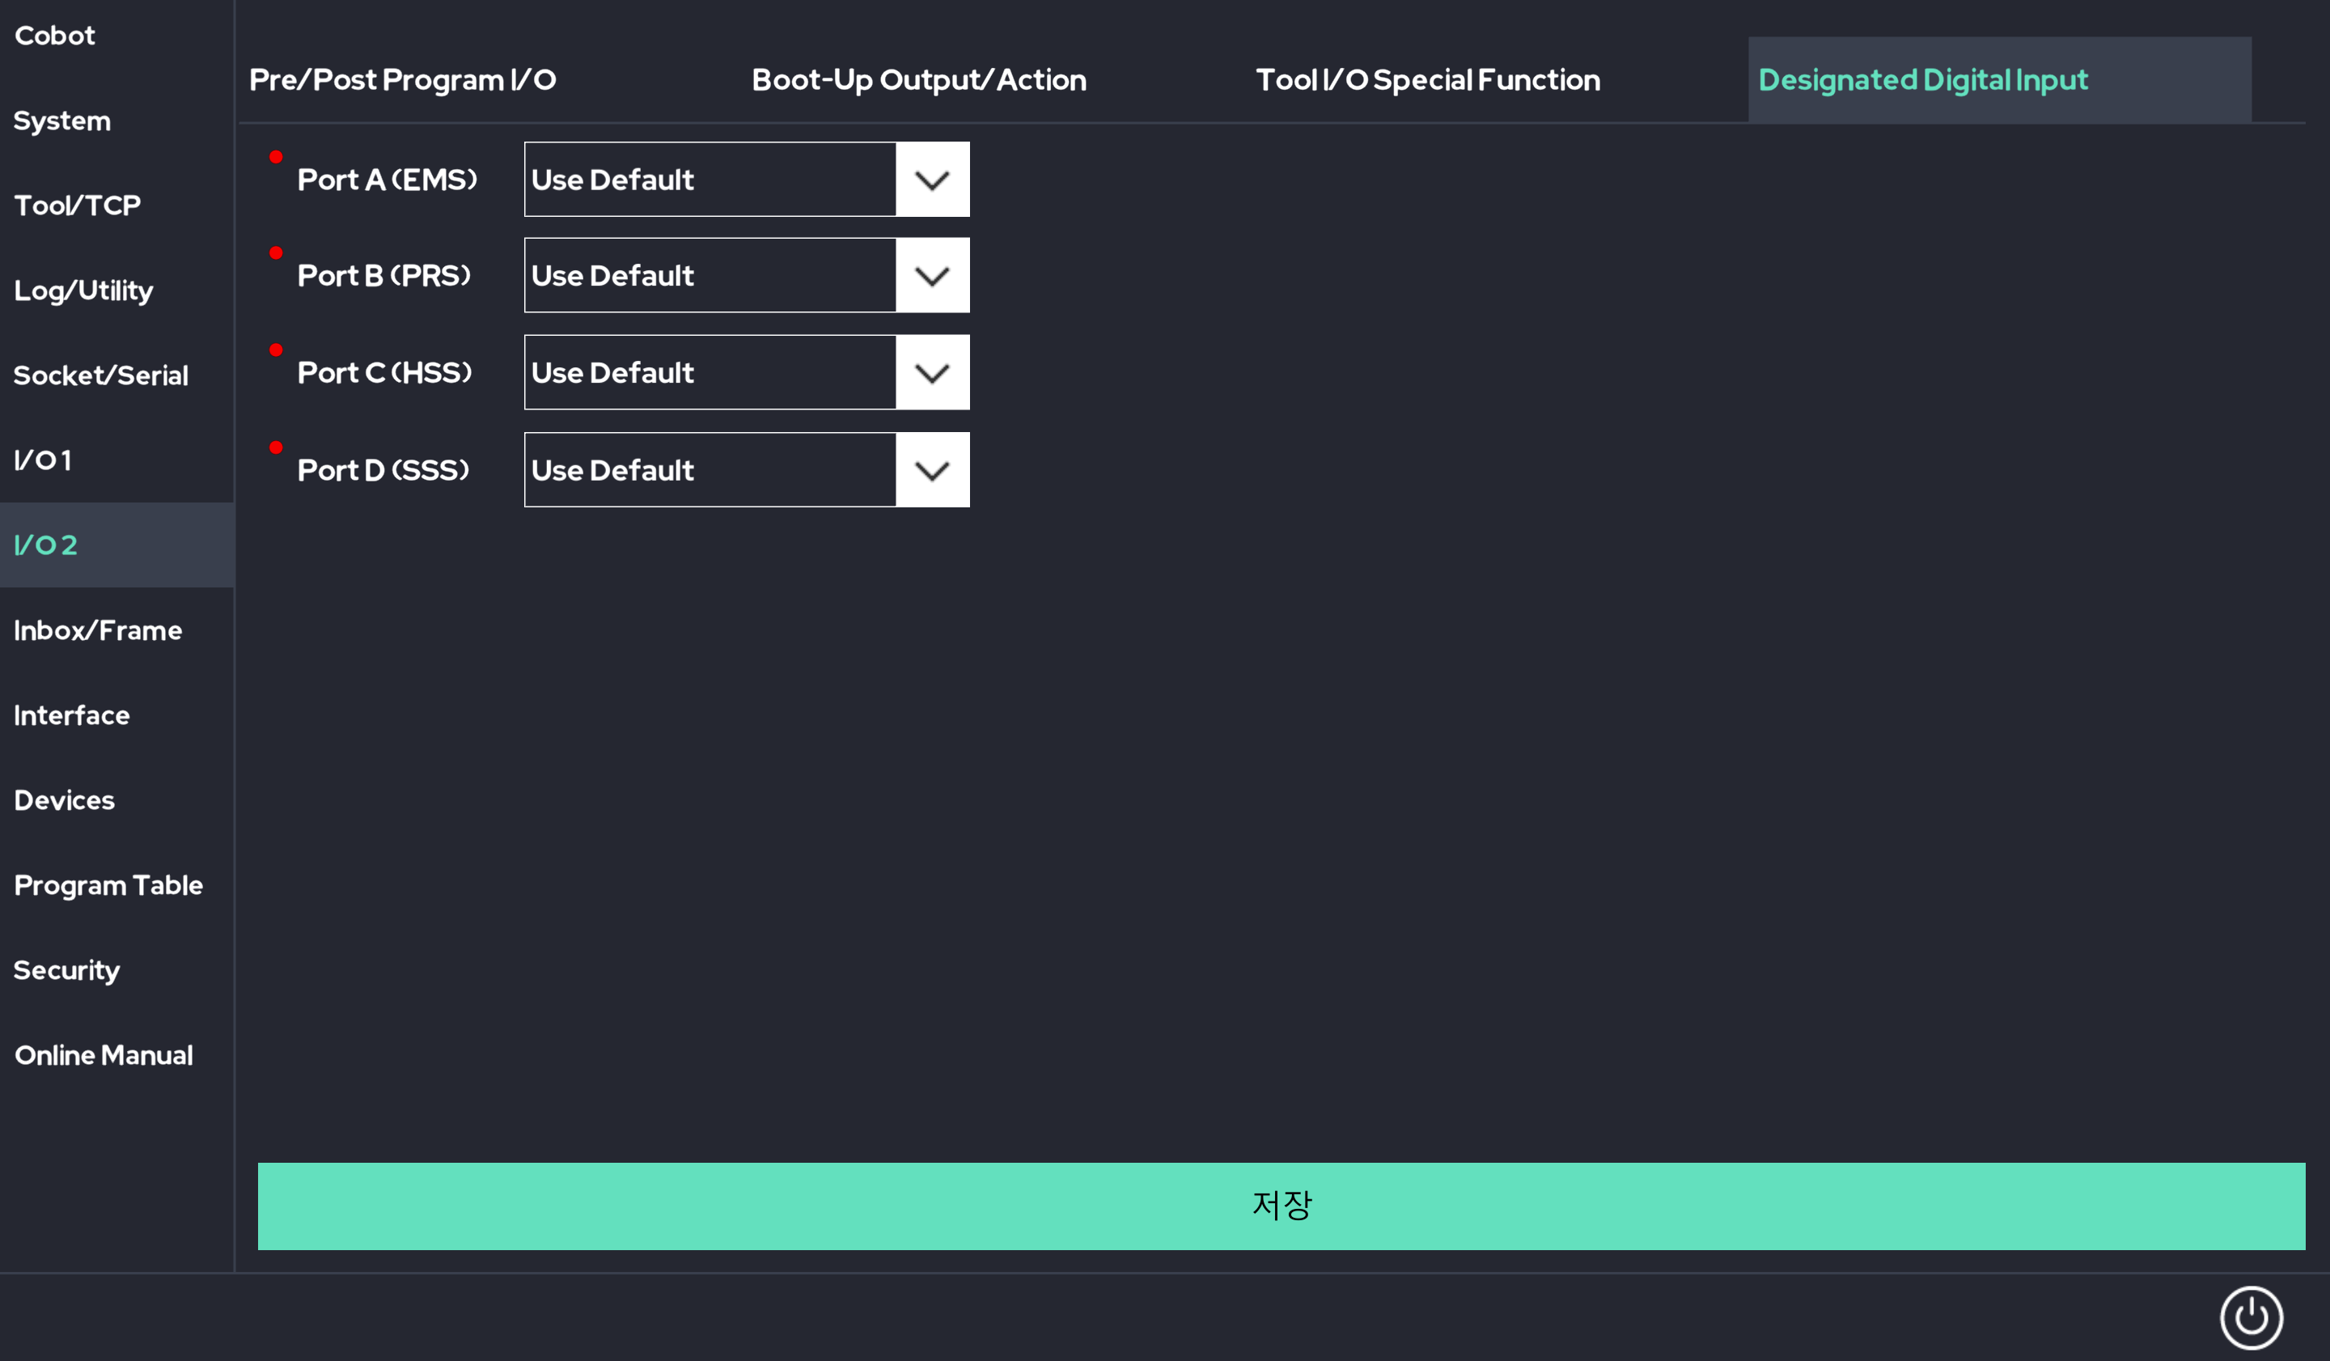 Cobot
System
Tool/TCP
Log/Utility
Socket/Serial
I/O 1
I/O 2
Inbox/Frame
Interface
Devices
Program Table
Security
Online Manual
Pre/Post Program I/O
Boot-Up Output/Action
Tool I/O Special Function
Designated Digital Input
Port A (EMS)
Use Default
Port B (PRS)
Use Default
Port C (HSS)
Use Default
Port D (SSS)
Use Default
저장